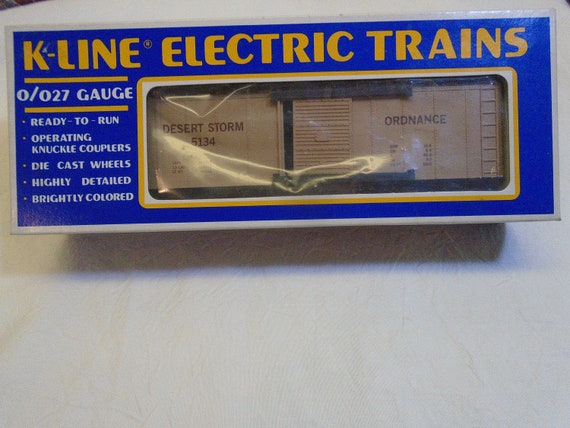 K-LINE® ELECTRIC TRAINS
0/027 GAUGE
· READY-TO-RUN
· OPERATING
KNUCKLE COUPLERS
· DIE CAST WHEELS
· HIGHLY DETAILED
· BRIGHTLY COLORED
DESERT STORM
5134
ORDNANCE